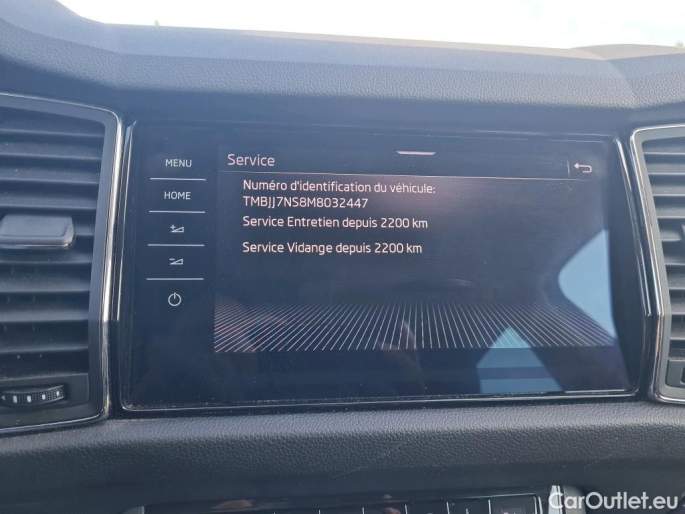 MENU
HOME
Service
Numéro d'identification du véhicule:
TMBJJ7NS8M8032447
Service Entretien depuis 2200 km
Service Vidange depuis 2200 km
CarOutlet.eu